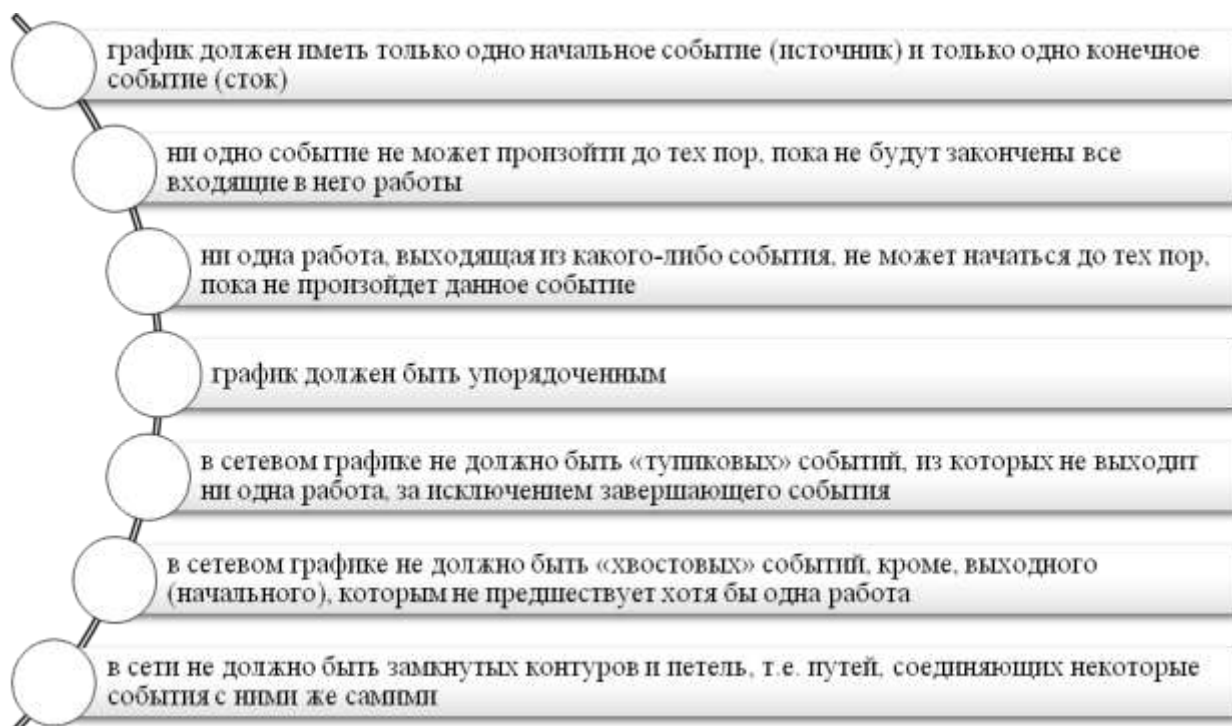 график должен иметь только одно начальное событие (источник) и только одно конечное
событие (сток)
ни одно событие не может произойти до тех пор, пока не будут закончены все
входящие в него работы
ни одна работа, выходящая из какого-либо события, не может начаться до тех пор,
пока не произойдет данное событие
график должен быть упорядоченным
в сетевом графике не должно быть «тупиковых» событий, из которых не выходит
ни одна работа, за исключением завершающего события
в сетевом графике не должно быть «хвостовых» событий, кроме, выходного
(начального), которым не предшествует хотя бы одна работа
в сети не должно быть замкнутых контуров и петель, т.е. путей, соединяющих некоторые
события с ними же самими